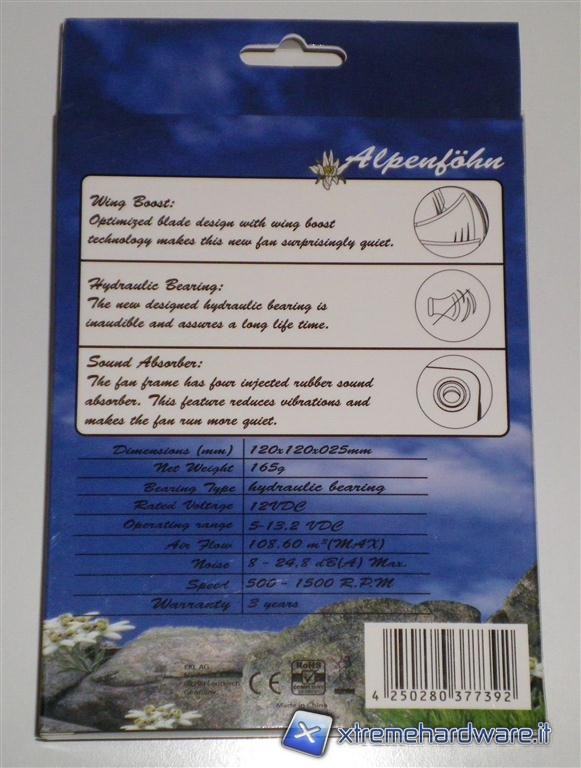 Alpenföhn
Wing Boost:
Optimized blade design with wing boost
technology makes this new fan surprisingly quiet.
Hydraulic Bearing:
The new designed hydraulic bearing is
inaudible and assures a long life time.
Sound Absorber:
The fan frame has four injected rubber sound
absorber. This feature reduces vibrations and
makes the fan run more quiet.
Dimensions (mm) 120x120x025mm
Net Weight 165g
Bearing Type hydraulic bearing
Rated Voltage 12VDC
Operating range 5-13,2 VDC
Air Flow 108,60 m³(MAX)
Noise 8 - 24,8 dB(A) Max.
Speed 500 - 1500 R.P.M
Warranty 3 years
EKL AG
Germany
CE
RoHS
Made in China
4 250280 377392
xtremehardware.it